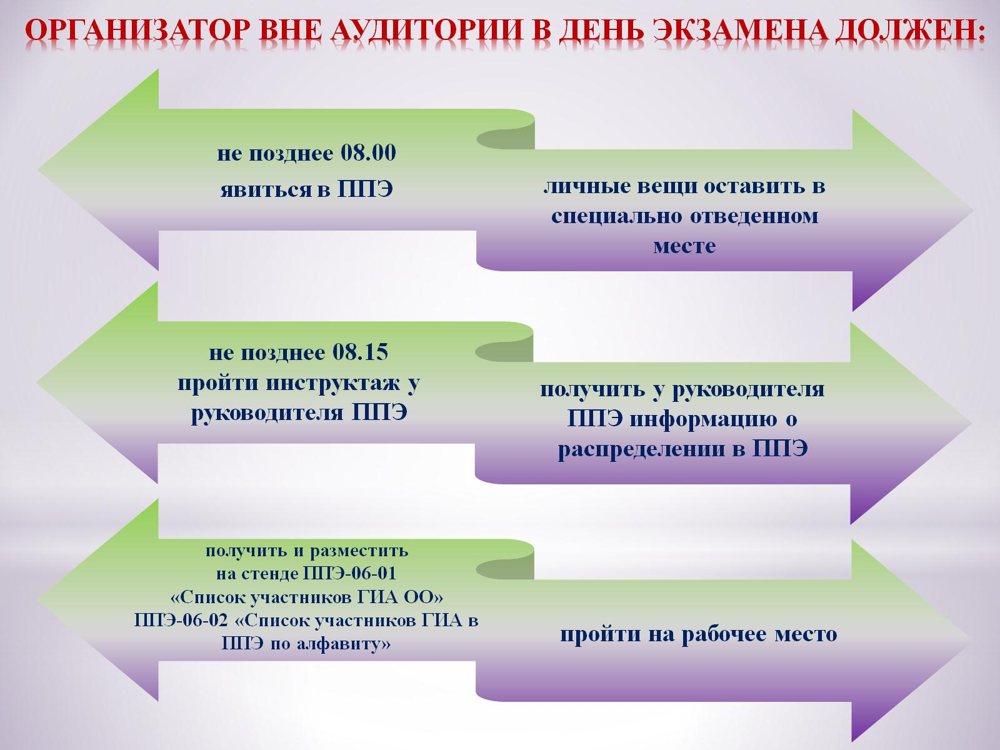 ОРГАНИЗАТОР ВНЕ АУДИТОРИИ В ДЕНЬ ЭКЗАМЕНА ДОЛЖЕН:
не позднее 08.00
явиться в ППЭ
личные вещи оставить в
специально отведенном
месте
не позднее 08.15
пройти инструктаж у
руководителя ППЭ
получить у руководителя
ППЭ информацию о
распределении в ППЭ
получить и разместить
на стенде ППЭ-06-01
«Список участников ГИА ОО»
ППЭ-06-02 «Список участников ГИА в
ППЭ по алфавиту»
пройти на рабочее место